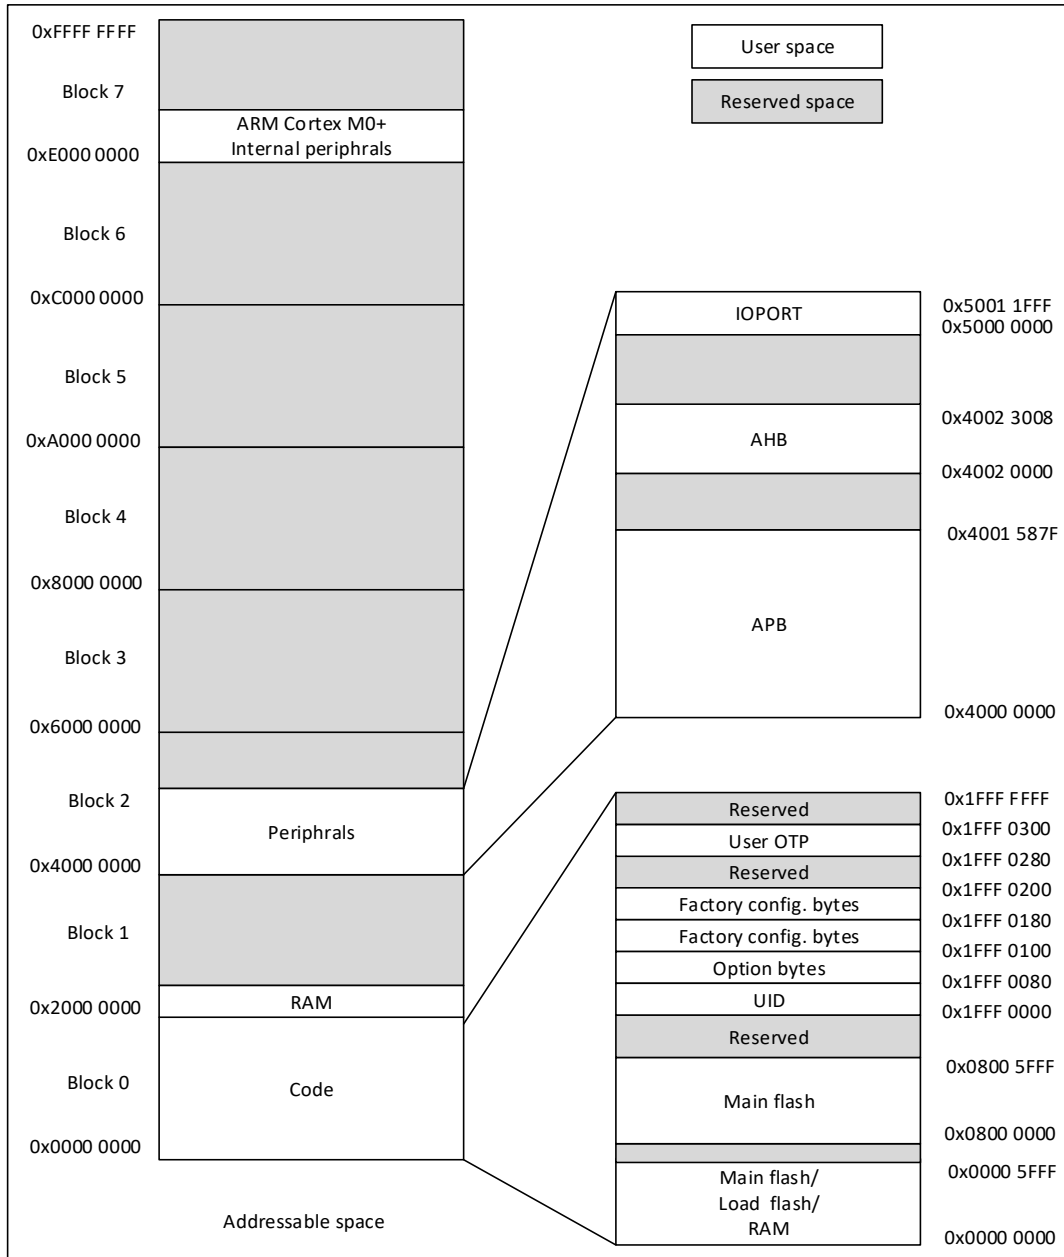 0xFFFF FFFF
Block 7
ARM Cortex M0+
Internal periphrals
0xE000 0000
Block 6
0xC000 0000
Block 5
0xA000 0000
Block 4
0x8000 0000
Block 3
0x6000 0000
Block 2
Periphrals
0x4000 0000
Block 1
RAM
0x2000 0000
Block 0
Code
0x0000 0000
Addressable space
User space
Reserved space
IOPORT
0x5001 1FFF
0x5000 0000
AHB
0x4002 3008
0x4002 0000
0x4001 587F
APB
0x4000 0000
Reserved
0x1FFF FFFF
0x1FFF 0300
User OTP
0x1FFF 0280
Reserved
0x1FFF 0200
Factory config. bytes
0x1FFF 0180
Factory config. bytes
0x1FFF 0100
Option bytes
0x1FFF 0080
UID
0x1FFF 0000
Reserved
0x0800 5FFF
Main flash
0x0800 0000
0x0000 5FFF
Main flash/
Load flash/
RAM
0x0000 0000